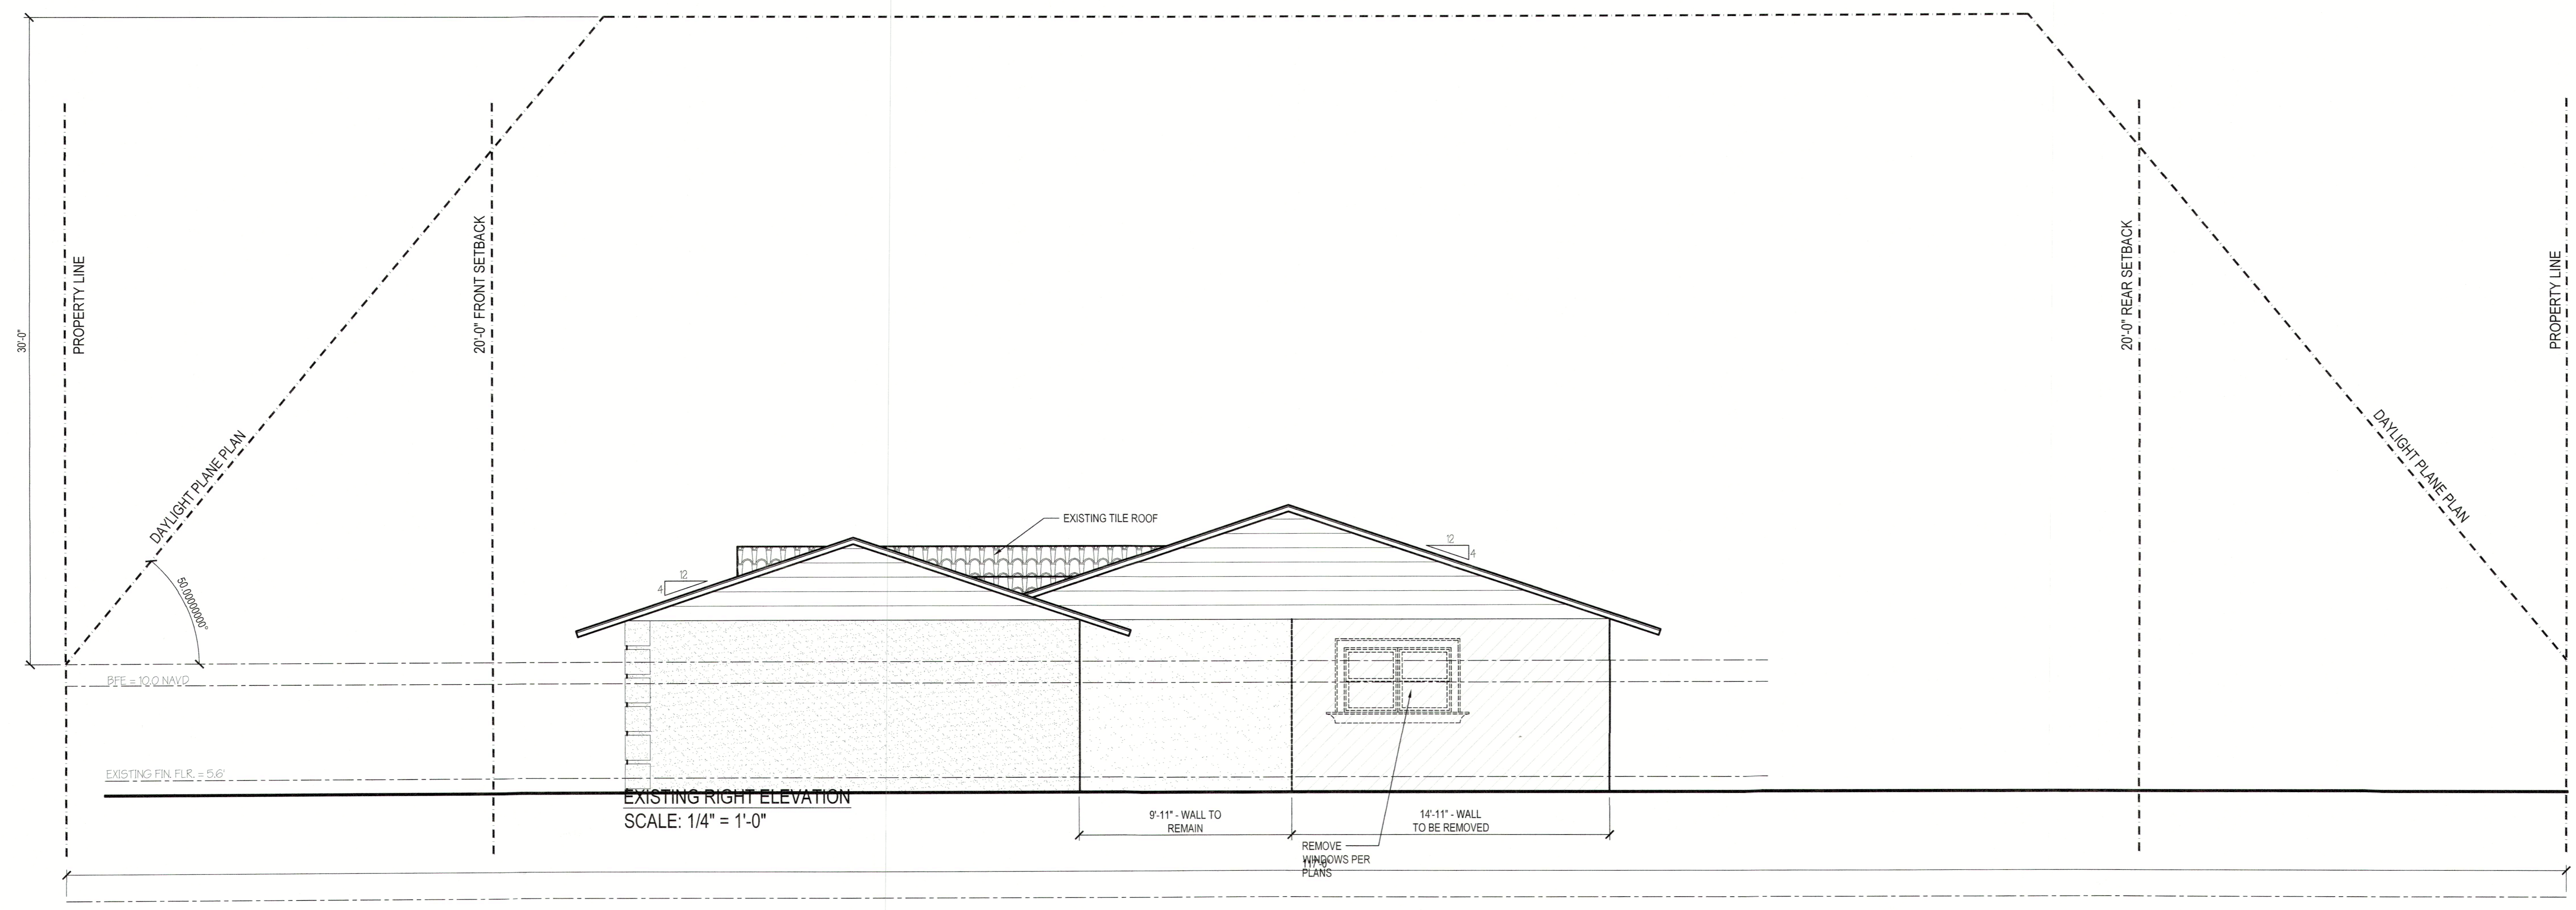 30'-0"
PROPERTY LINE
DAYLIGHT PLANE PLAN
50.0000000°
20'-0" FRONT SETBACK
EXISTING TILE ROOF
12
4
12
4
20'-0" REAR SETBACK
DAYLIGHT PLANE PLAN
PROPERTY LINE
BFE = 10.0 NAVD
EXISTING FIN. FLR. = 5.6'
EXISTING RIGHT ELEVATION
SCALE: 1/4" = 1'-0"
9'-11" - WALL TO
REMAIN
14'-11" - WALL
TO BE REMOVED
REMOVE
WINDOWS PER
PLANS
117'-6"